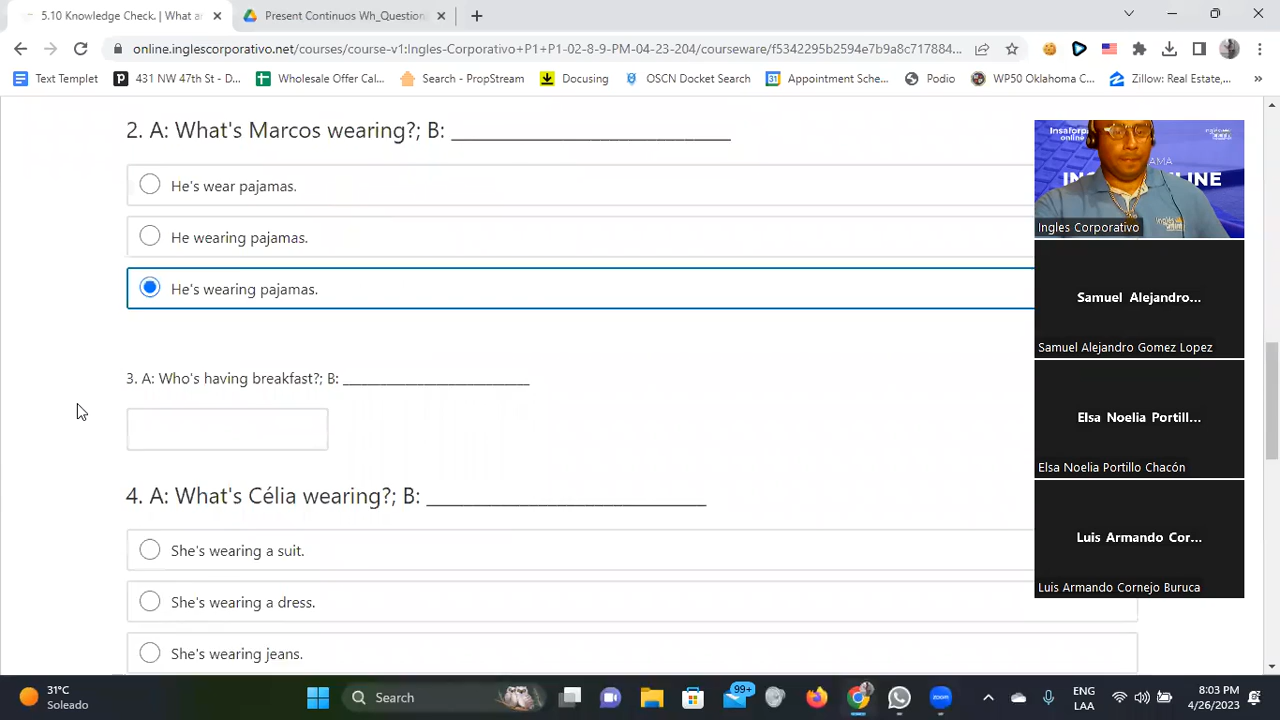 5.10 Knowledge Check. | What a
Present Continuos Wh_Question
online.inglescorporativo.net/courses/course-v1:Ingles-Corporativo+P1+P1-02-8-9-PM-04-23-204/courseware/f5342295b2594e7b9a8c717884...
Text Templet
431 NW 47th St - D...
Wholesale Offer Cal...
Search - PropStream
Docusing
OSCN Docket Search
Appointment Sche...
Podio
WP50 Oklahoma C...
Zillow: Real Estate,...
2. A: What's Marcos wearing?; B: ______________________________
He's wear pajamas.
He wearing pajamas.
He's wearing pajamas.
3. A: Who's having breakfast?; B: __________________________
4. A: What's Célia wearing?; B: ______________________________
She's wearing a suit.
She's wearing a dress.
She's wearing jeans.
Ingles Corporativo
Samuel Alejandro...
Samuel Alejandro Gomez Lopez
Elsa Noelia Portill...
Elsa Noelia Portillo Chacón
Luis Armando Cor...
Luis Armando Cornejo Buruca
31°C
Soleado
Search
99+
zoom
ENG
LAA
8:03 PM
4/26/2023